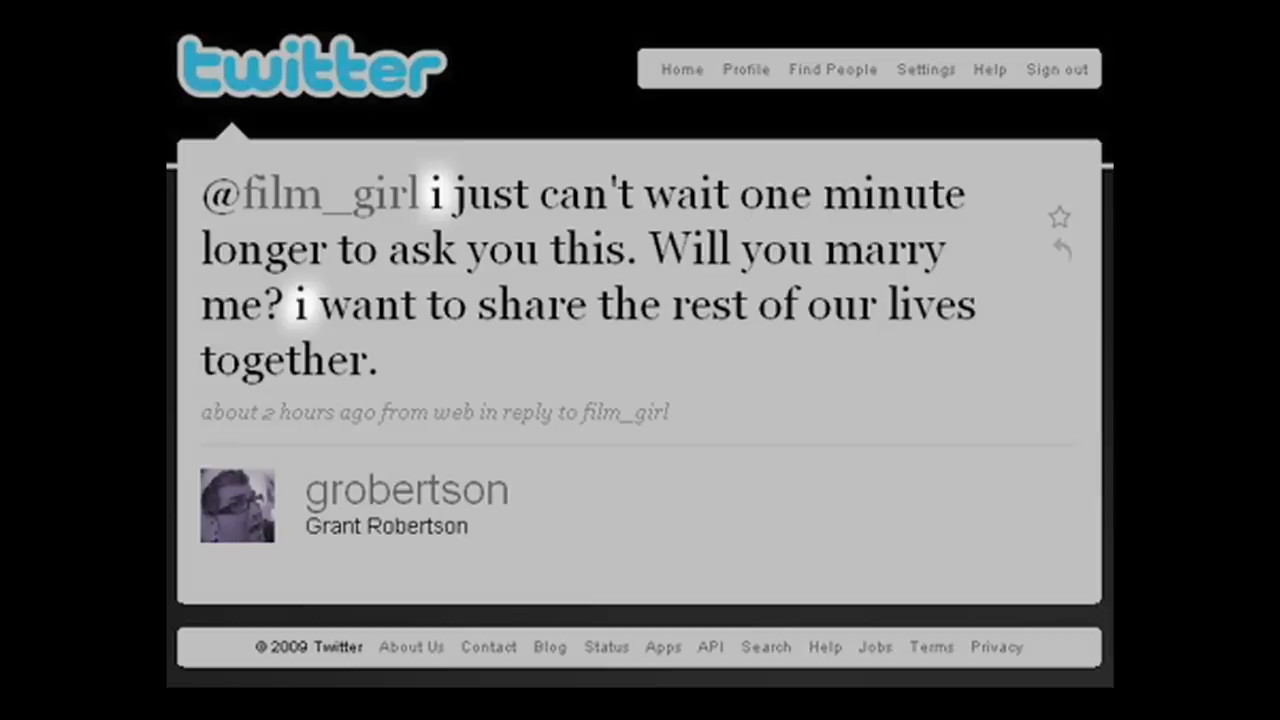 twitter
Home Profile Find People Settings Help Sign out
@film_girl i just can't wait one minute
longer to ask you this. Will you marry
me? i want to share the rest of our lives
together.
about 2 hours ago from web in reply to film_girl
grobertson
Grant Robertson
© 2009 Twitter About Us Contact Blog Status Apps API Search Help Jobs Terms Privacy